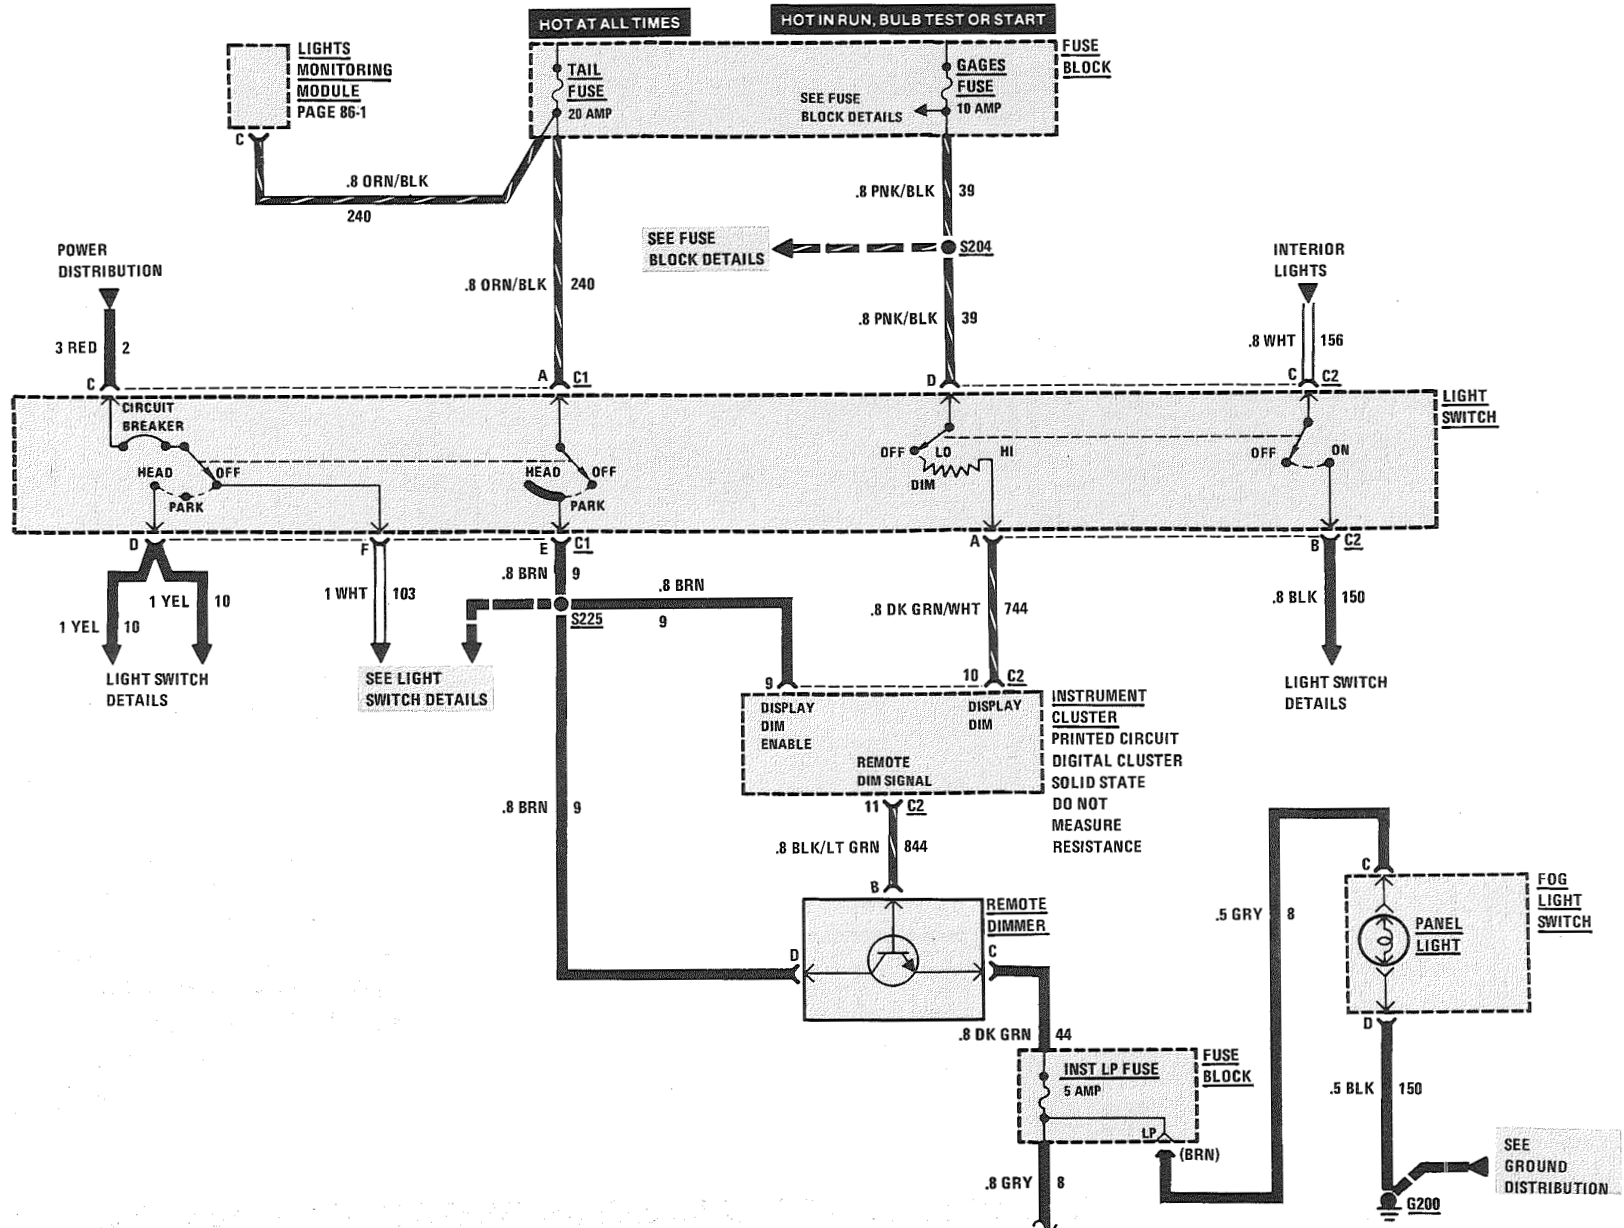 HOT AT ALL TIMES
HOT IN RUN, BULB TEST OR START
LIGHTS
MONITORING
MODULE
PAGE 86-1
C
TAIL
FUSE
20 AMP
SEE FUSE
BLOCK DETAILS
GAGES
FUSE
10 AMP
FUSE
BLOCK
.8 ORN/BLK
240
.8 PNK/BLK
39
POWER
DISTRIBUTION
SEE FUSE
BLOCK DETAILS
S204
INTERIOR
LIGHTS
.8 ORN/BLK
240
.8 PNK/BLK
39
3 RED
2
.8 WHT
156
C
A
C1
D
C
C2
LIGHT
SWITCH
CIRCUIT
BREAKER
HEAD
OFF
PARK
HEAD
OFF
PARK
OFF
LO
HI
DIM
OFF
ON
D
F
E
C1
A
B
C2
.8 BRN
9
1 YEL
10
1 YEL
10
1 WHT
103
.8 BRN
9
S225
.8 DK GRN/WHT
744
.8 BLK
150
LIGHT SWITCH
DETAILS
SEE LIGHT
SWITCH DETAILS
LIGHT SWITCH
DETAILS
9
10
C2
DISPLAY
DIM
ENABLE
DISPLAY
DIM
REMOTE
DIM SIGNAL
INSTRUMENT
CLUSTER
PRINTED CIRCUIT
DIGITAL CLUSTER
SOLID STATE
DO NOT
MEASURE
RESISTANCE
.8 BRN
9
11
C2
.8 BLK/LT GRN
844
B
REMOTE
DIMMER
D
C
.8 DK GRN
44
.5 GRY
8
C
FOG
LIGHT
SWITCH
PANEL
LIGHT
D
INST LP FUSE
5 AMP
FUSE
BLOCK
LP
(BRN)
.8 GRY
8
.5 BLK
150
SEE
GROUND
DISTRIBUTION
G200